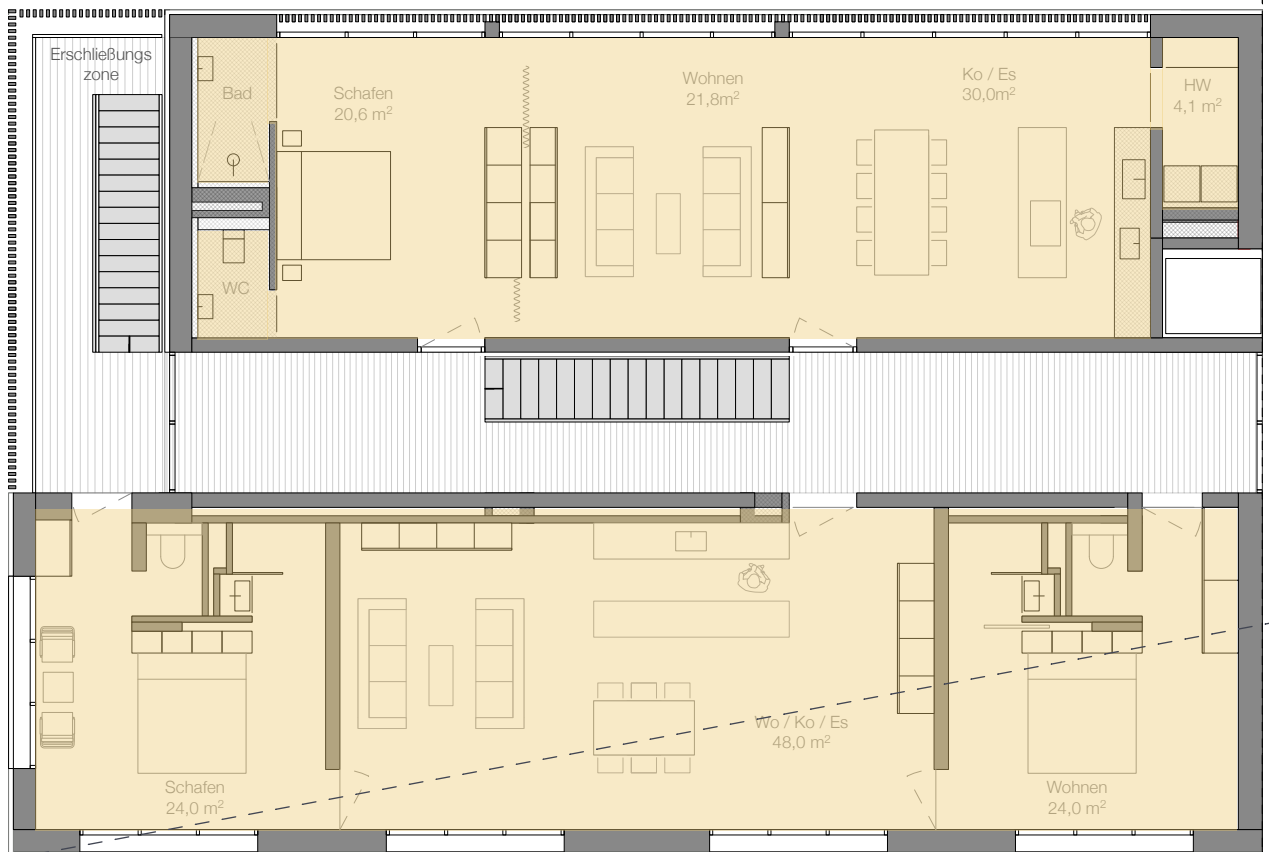 Erschließungs
zone
Bad
Schafen
20,6 m²
Wohnen
21,8m²
Ko / Es
30,0m²
HW
4,1 m²
WC
Wo / Ko / Es
48,0 m²
Schafen
24,0 m²
Wohnen
24,0 m²